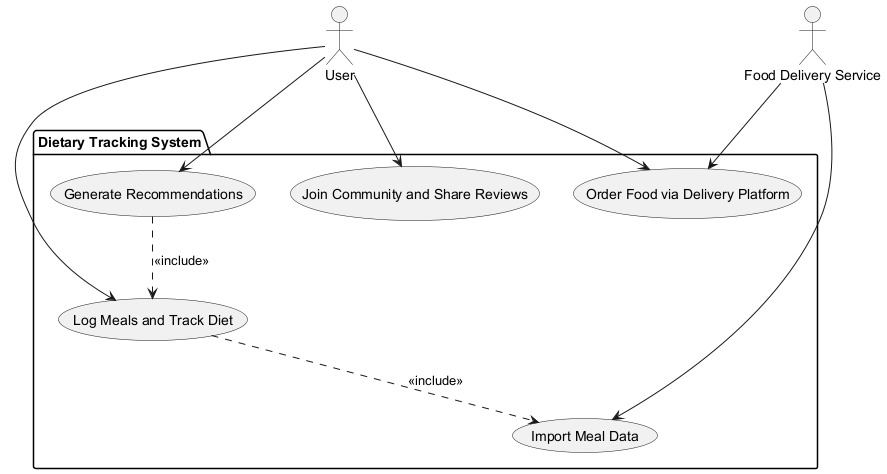 User
Food Delivery Service
Dietary Tracking System
Generate Recommendations
Join Community and Share Reviews
Order Food via Delivery Platform
«include»
Log Meals and Track Diet
«include»
Import Meal Data